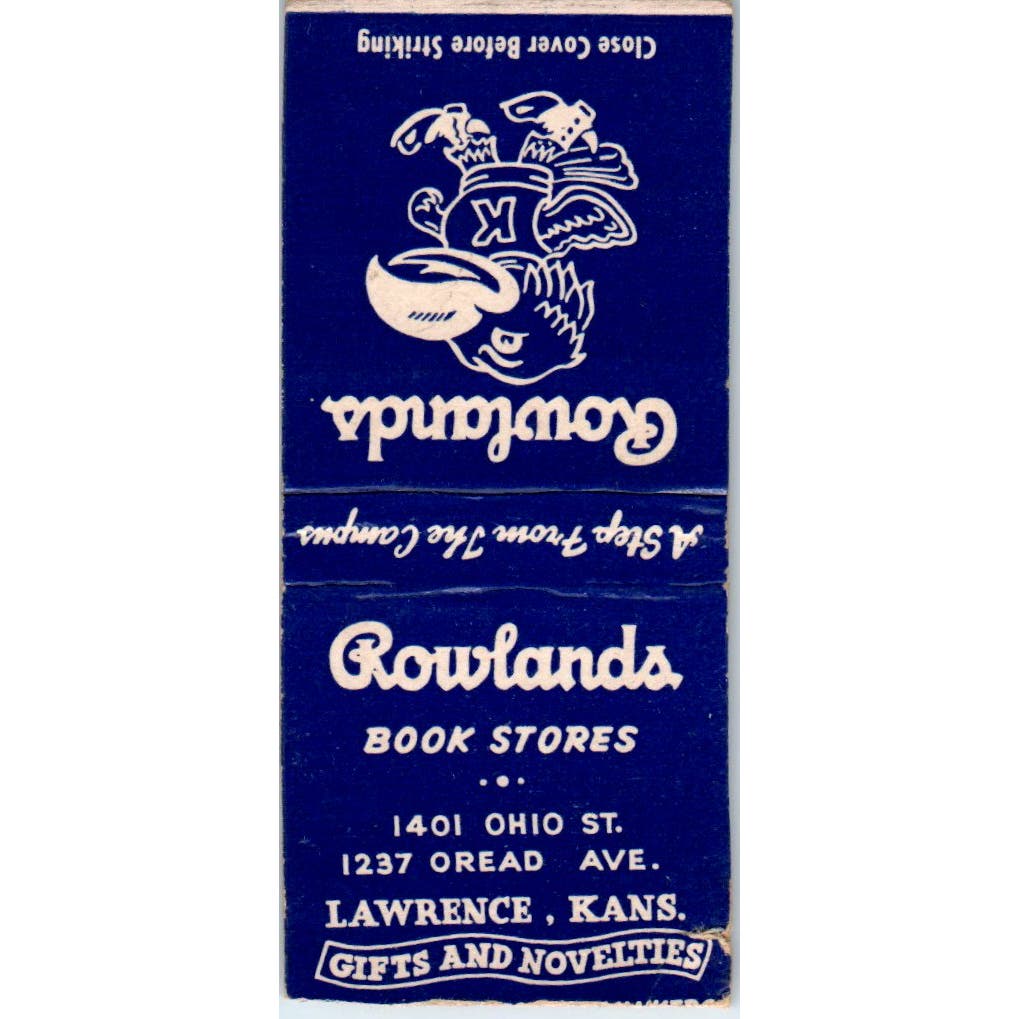 Close Cover Before Striking
K
Rowlands
A Step From The Campus
Rowlands
BOOK STORES
1401 OHIO ST.
1237 OREAD AVE.
LAWRENCE, KANS.
GIFTS AND NOVELTIES